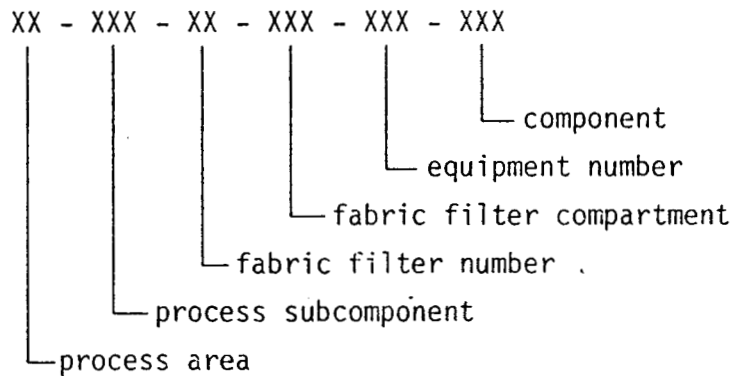 XX - XXX - XX - XXX - XXX - XXX
component
equipment number
fabric filter compartment
fabric filter number .
process subcomponent
process area